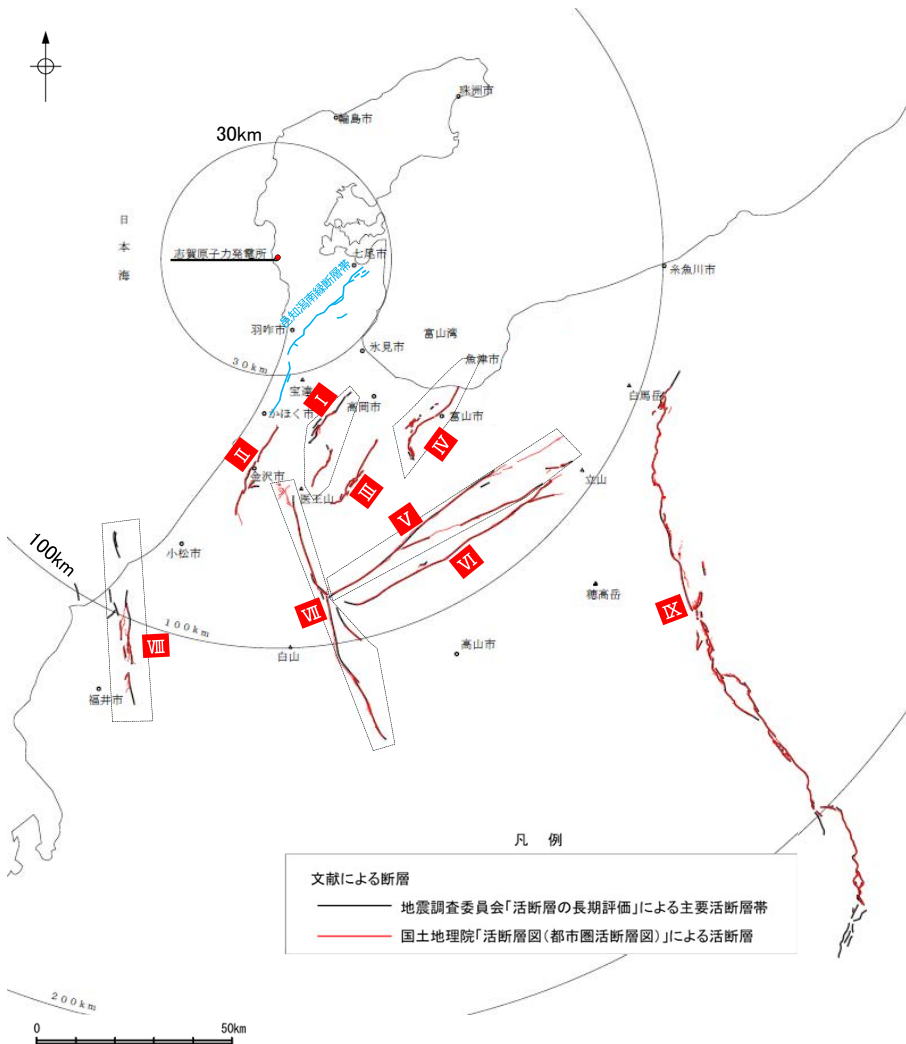 珠洲市
輪島市
30km
日本海
志賀原子力発電所
七尾市
糸魚川市
邑知潟南縁断層帯
羽咋市
富山湾
氷見市
魚津市
30km
宝達
白馬岳
I
高岡市
かほく市
富山市
II
IV
金沢市
III
立山
医王山
V
小松市
VI
100km
穂高岳
VII
IX
100km
VIII
白山
高山市
福井市
凡 例
文献による断層
地震調査委員会「活断層の長期評価」による主要活断層帯
国土地理院「活断層図(都市圏活断層図)」による活断層
200km
0
50km